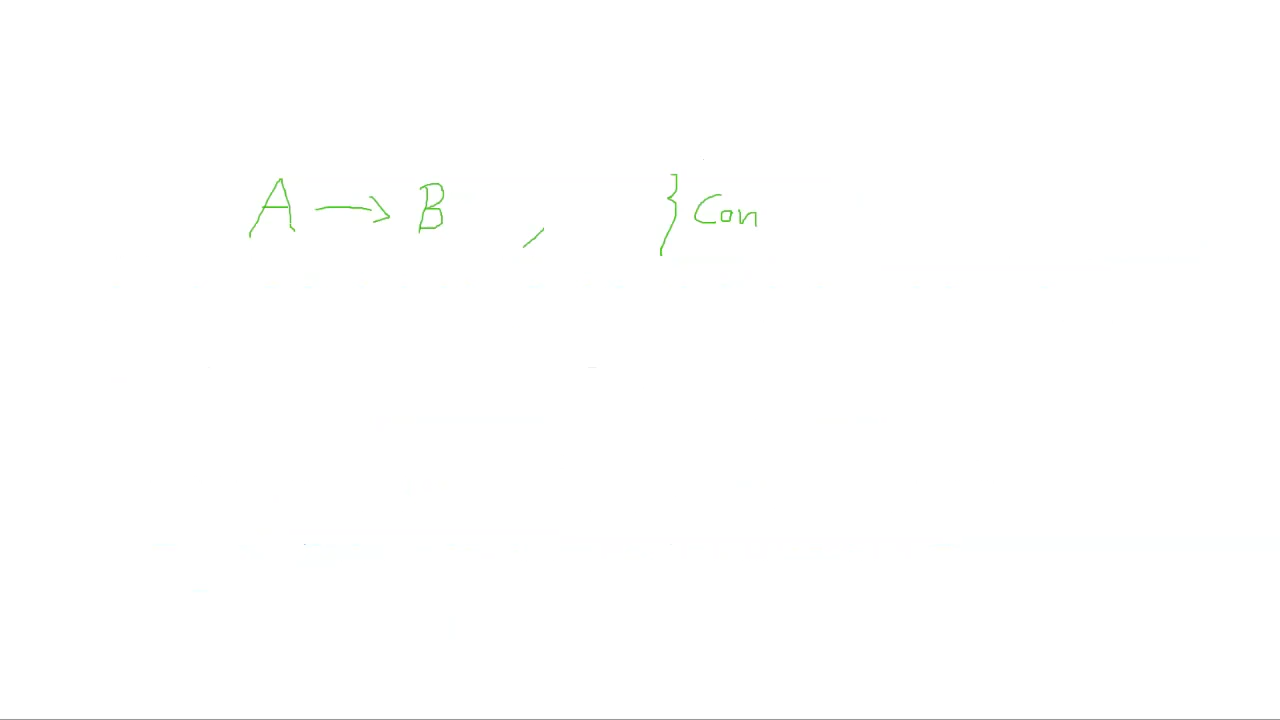 A → B , } Con